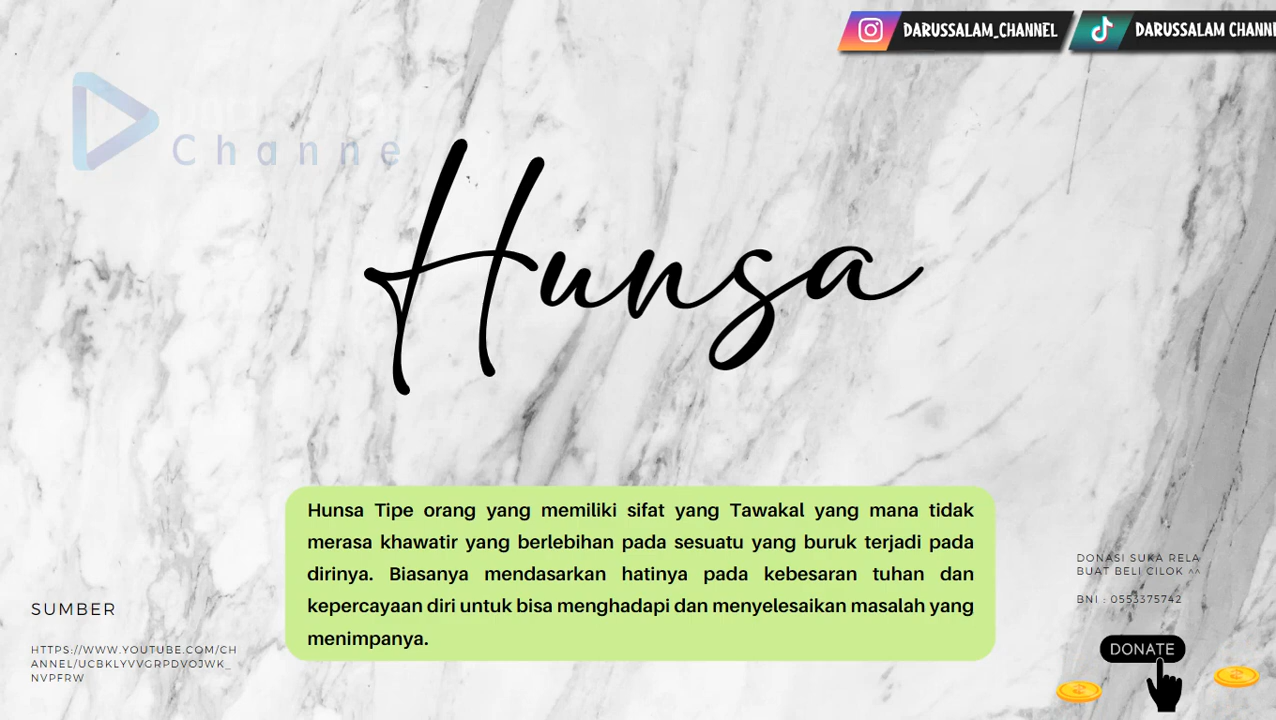 DARUSSALAM_CHANNEL
DARUSSALAM CHANN
Channe
Hunsa
Hunsa Tipe orang yang memiliki sifat yang Tawakal yang mana tidak
merasa khawatir yang berlebihan pada sesuatu yang buruk terjadi pada
dirinya. Biasanya mendasarkan hatinya pada kebesaran tuhan dan
kepercayaan diri untuk bisa menghadapi dan menyelesaikan masalah yang
menimpanya.
SUMBER
HTTPS://WWW.YOUTUBE.COM/CH
ANNEL/UCBKLYVVGRPDVOJWK_
NVPFRW
DONASI SUKA RELA
BUAT BELI CILOK ^^
BNI : 0553375742
DONATE